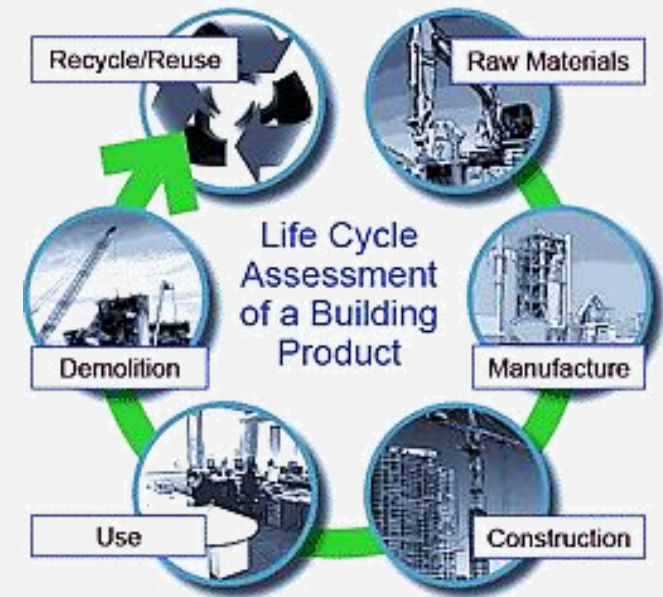 Recycle/Reuse
Raw Materials
Life Cycle
Assessment
of a Building
Product
Demolition
Manufacture
Use
Construction